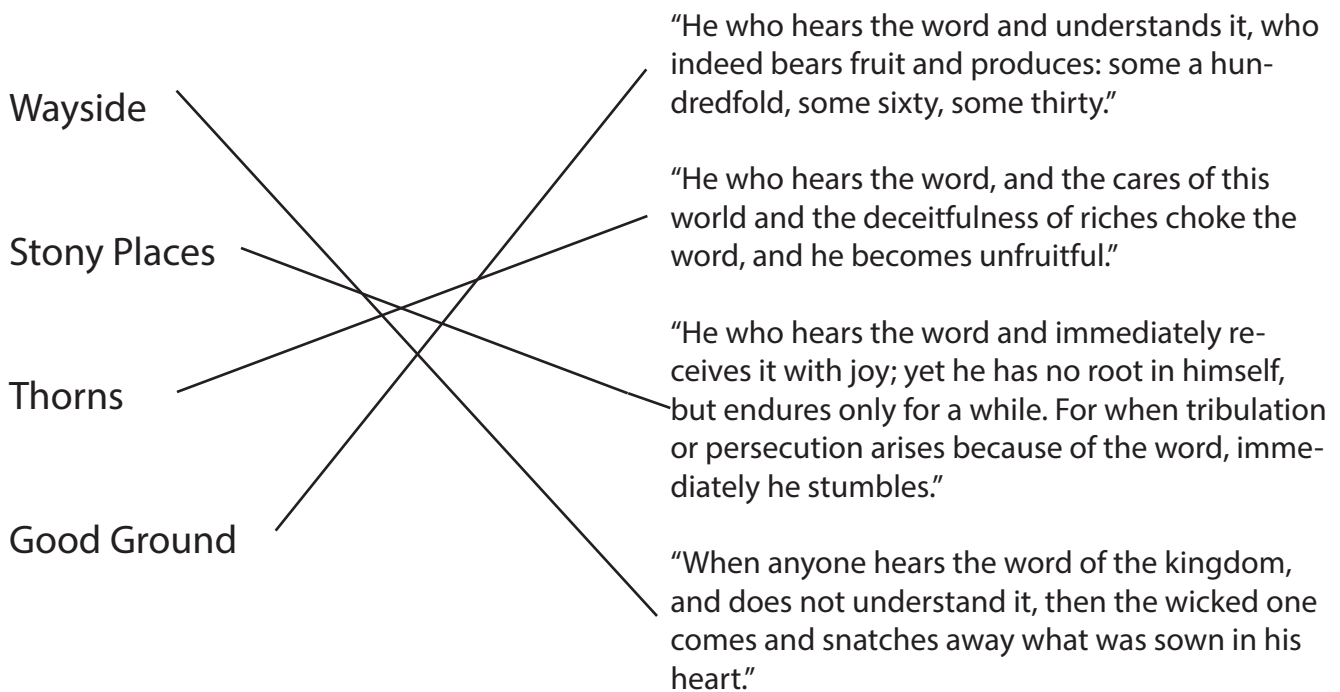 Wayside
Stony Places
Thorns
Good Ground
“He who hears the word and understands it, who
indeed bears fruit and produces: some a hun-
dredfold, some sixty, some thirty.”
“He who hears the word, and the cares of this
world and the deceitfulness of riches choke the
word, and he becomes unfruitful.”
“He who hears the word and immediately re-
ceives it with joy; yet he has no root in himself,
but endures only for a while. For when tribulation
or persecution arises because of the word, imme-
diately he stumbles.”
“When anyone hears the word of the kingdom,
and does not understand it, then the wicked one
comes and snatches away what was sown in his
heart.”